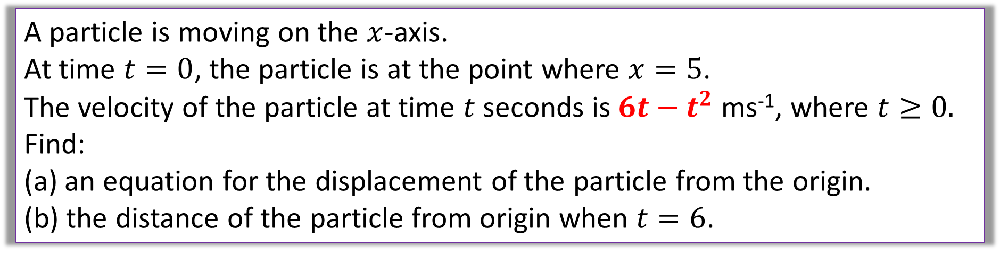 A particle is moving on the x-axis.
At time t = 0, the particle is at the point where x = 5.
The velocity of the particle at time t seconds is 6t − t² ms⁻¹, where t ≥ 0.
Find:
(a) an equation for the displacement of the particle from the origin.
(b) the distance of the particle from origin when t = 6.